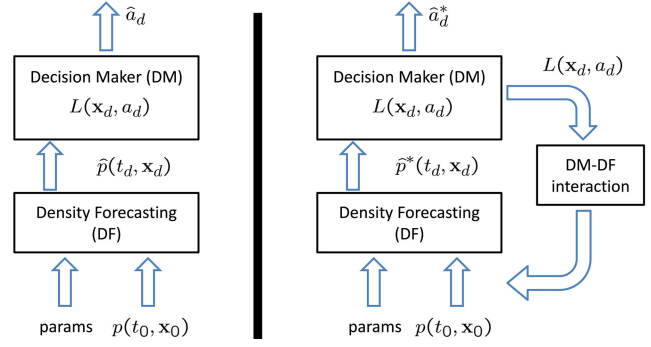 â_d
Decision Maker (DM)
L(x_d, a_d)
p̂(t_d, x_d)
Density Forecasting
(DF)
params p(t_0, x_0)
â*_d
Decision Maker (DM)
L(x_d, a_d)
L(x_d, a_d)
p̂*(t_d, x_d)
DM-DF
interaction
Density Forecasting
(DF)
params p(t_0, x_0)